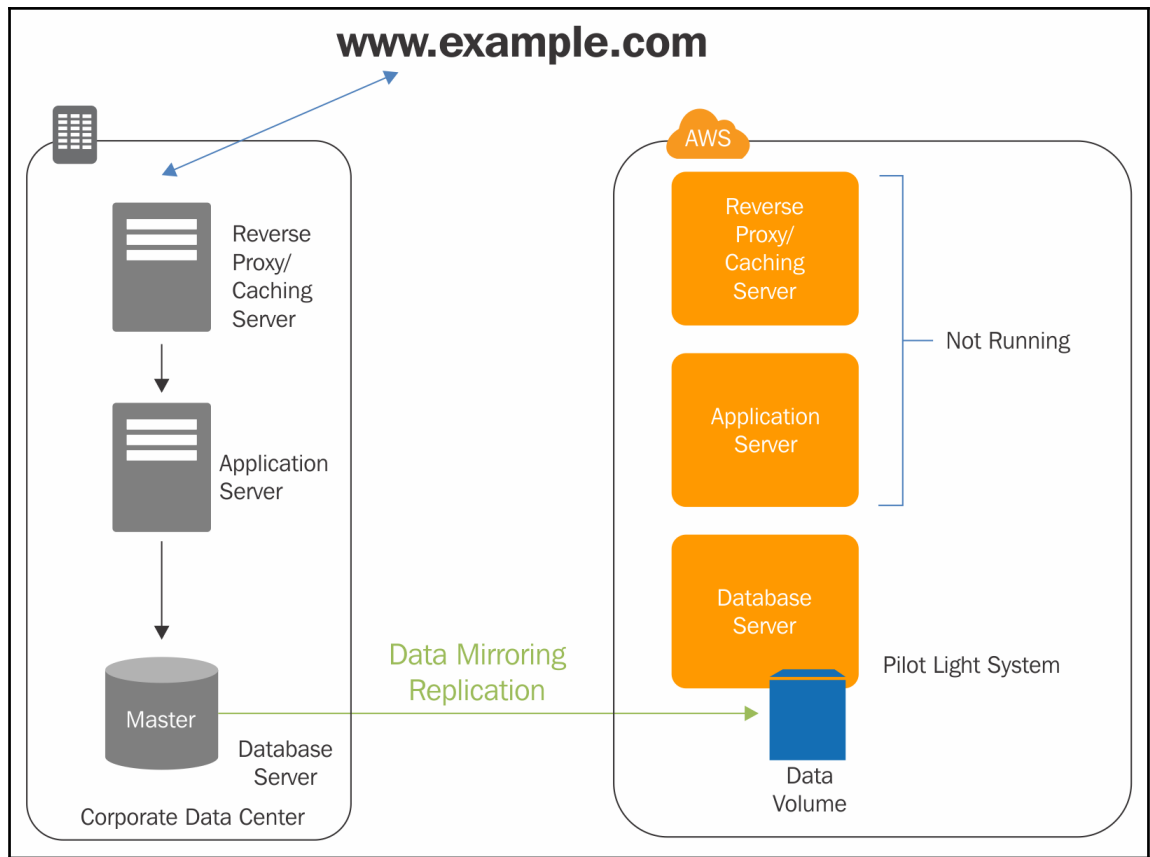 www.example.com
Reverse
Proxy/
Caching
Server
Application
Server
Master
Database
Server
Corporate Data Center
Data Mirroring
Replication
AWS
Reverse
Proxy/
Caching
Server
Not Running
Application
Server
Database
Server
Pilot Light System
Data
Volume